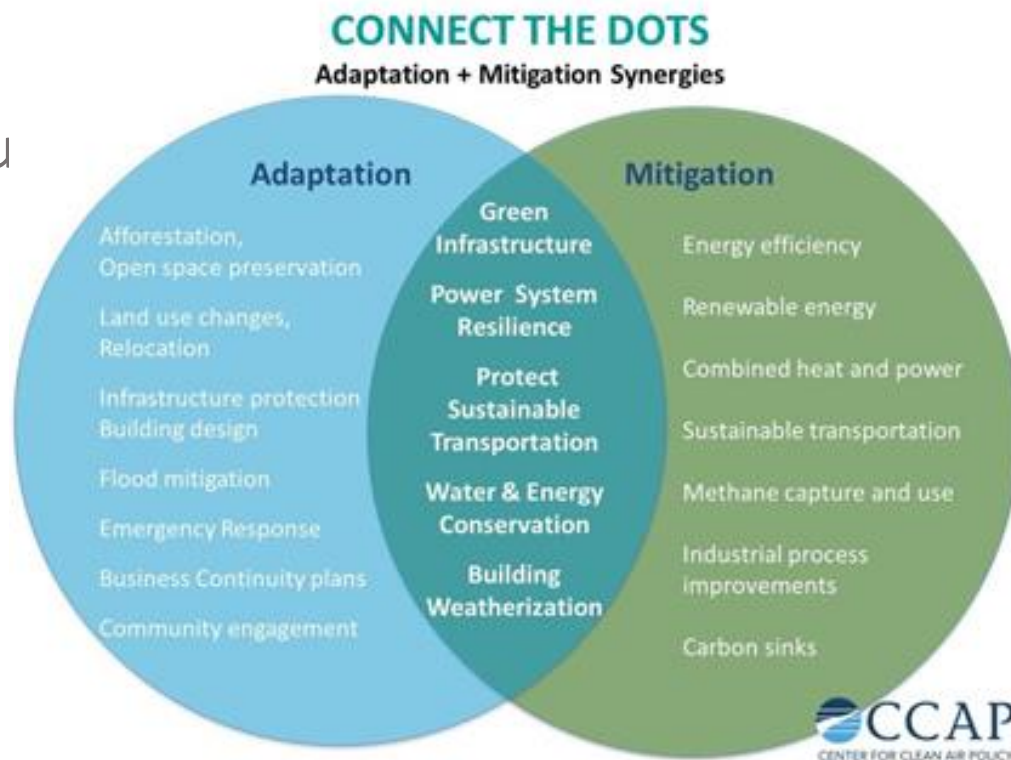 CONNECT THE DOTS
Adaptation + Mitigation Synergies
Adaptation
Afforestation,
Open space preservation
Land use changes,
Relocation
Infrastructure protection
Building design
Flood mitigation
Emergency Response
Business Continuity plans
Community engagement
Green
Infrastructure
Power System
Resilience
Protect
Sustainable
Transportation
Water & Energy
Conservation
Building
Weatherization
Mitigation
Energy efficiency
Renewable energy
Combined heat and power
Sustainable transportation
Methane capture and use
Industrial process
improvements
Carbon sinks
CCAP
CENTER FOR CLEAN AIR POLICY